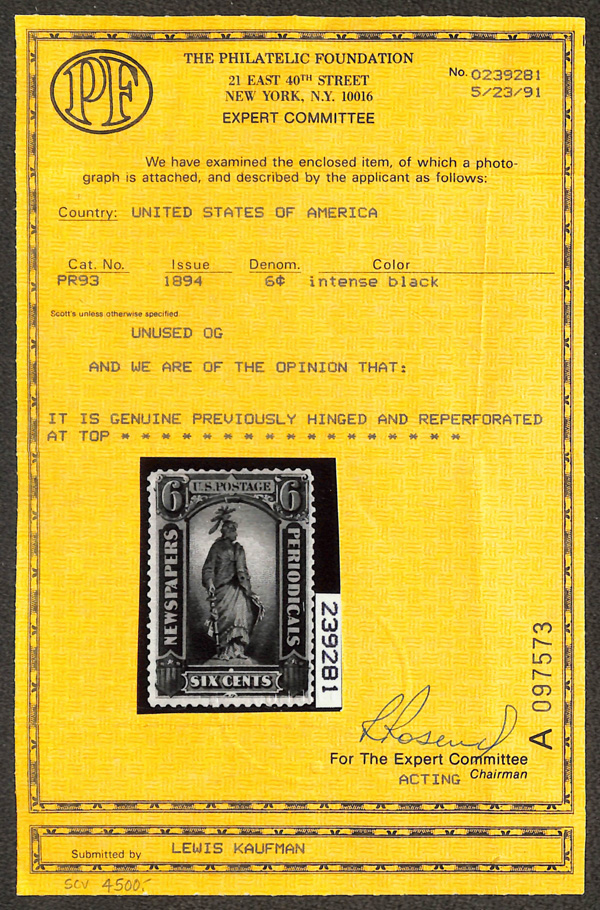 PF
THE PHILATELIC FOUNDATION
21 EAST 40TH STREET
NEW YORK, N.Y. 10016
EXPERT COMMITTEE
No. 0239281
5/23/91
We have examined the enclosed item, of which a photo-
graph is attached, and described by the applicant as follows:
Country: UNITED STATES OF AMERICA
Cat. No. Issue Denom. Color
PR93 1894 6¢ intense black
Scott's unless otherwise specified
UNUSED OG
AND WE ARE OF THE OPINION THAT:
IT IS GENUINE PREVIOUSLY HINGED AND REPERFORATED
AT TOP * * * * * * * * * * * * * * * * *
6 U.S. POSTAGE 6
NEWSPAPERS
PERIODICALS
SIX CENTS
239281
A 097573
For The Expert Committee
ACTING Chairman
Submitted by LEWIS KAUFMAN
SCV 4500.-